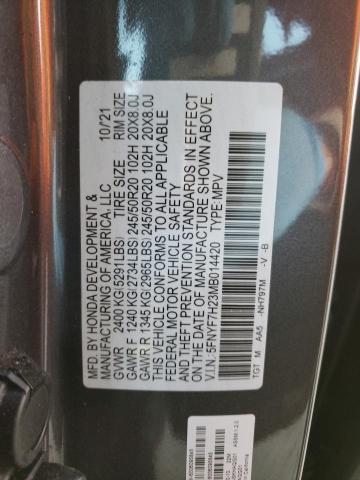 MFD. BY HONDA DEVELOPMENT & 10/21
MANUFACTURING OF AMERICA, LLC
GVWR 2400 KG(5291LBS) TIRE SIZE RIM SIZE
GAWR F 1240 KG(2734LBS) 245/50R20 102H 20X8.0J
GAWR R 1345 KG(2965LBS) 245/50R20 102H 20X8.0J
THIS VEHICLE CONFORMS TO ALL APPLICABLE
FEDERAL MOTOR VEHICLE SAFETY
AND THEFT PREVENTION STANDARDS IN EFFECT
ON THE DATE OF MANUFACTURE SHOWN ABOVE.
V.I.N.:5FNYF7H23MB014420 TYPE: MPV
TGT M AA5 -NH797M -V -B